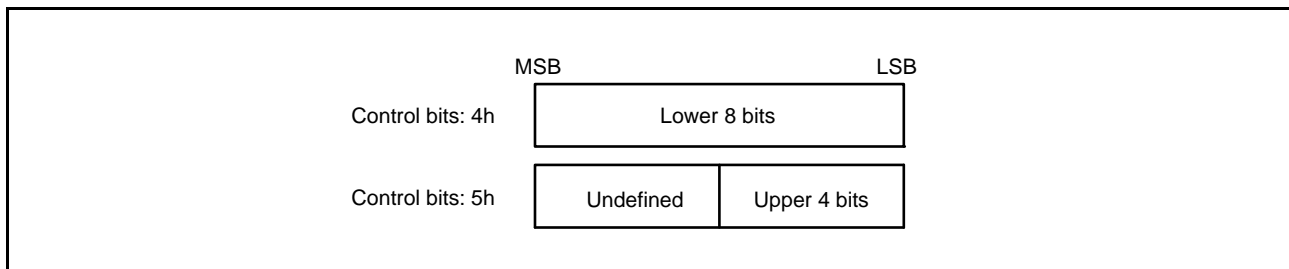 MSB LSB
Control bits: 4h Lower 8 bits
Control bits: 5h Undefined Upper 4 bits